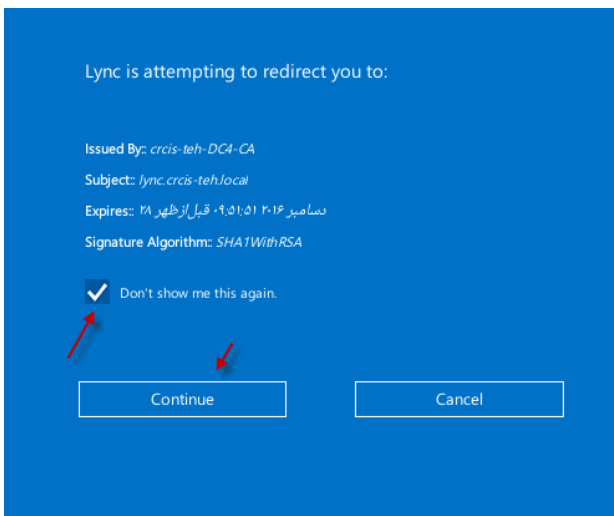 Lync is attempting to redirect you to:
Issued By:: crcis-teh-DC4-CA
Subject:: lync.crcis-teh.local
Expires:: ۲۸ دسامبر ۲۰۱۶ ۰۹:۵۱:۵۱ قبل‌ازظهر
Signature Algorithm:: SHA1WithRSA
Don't show me this again.
Continue
Cancel